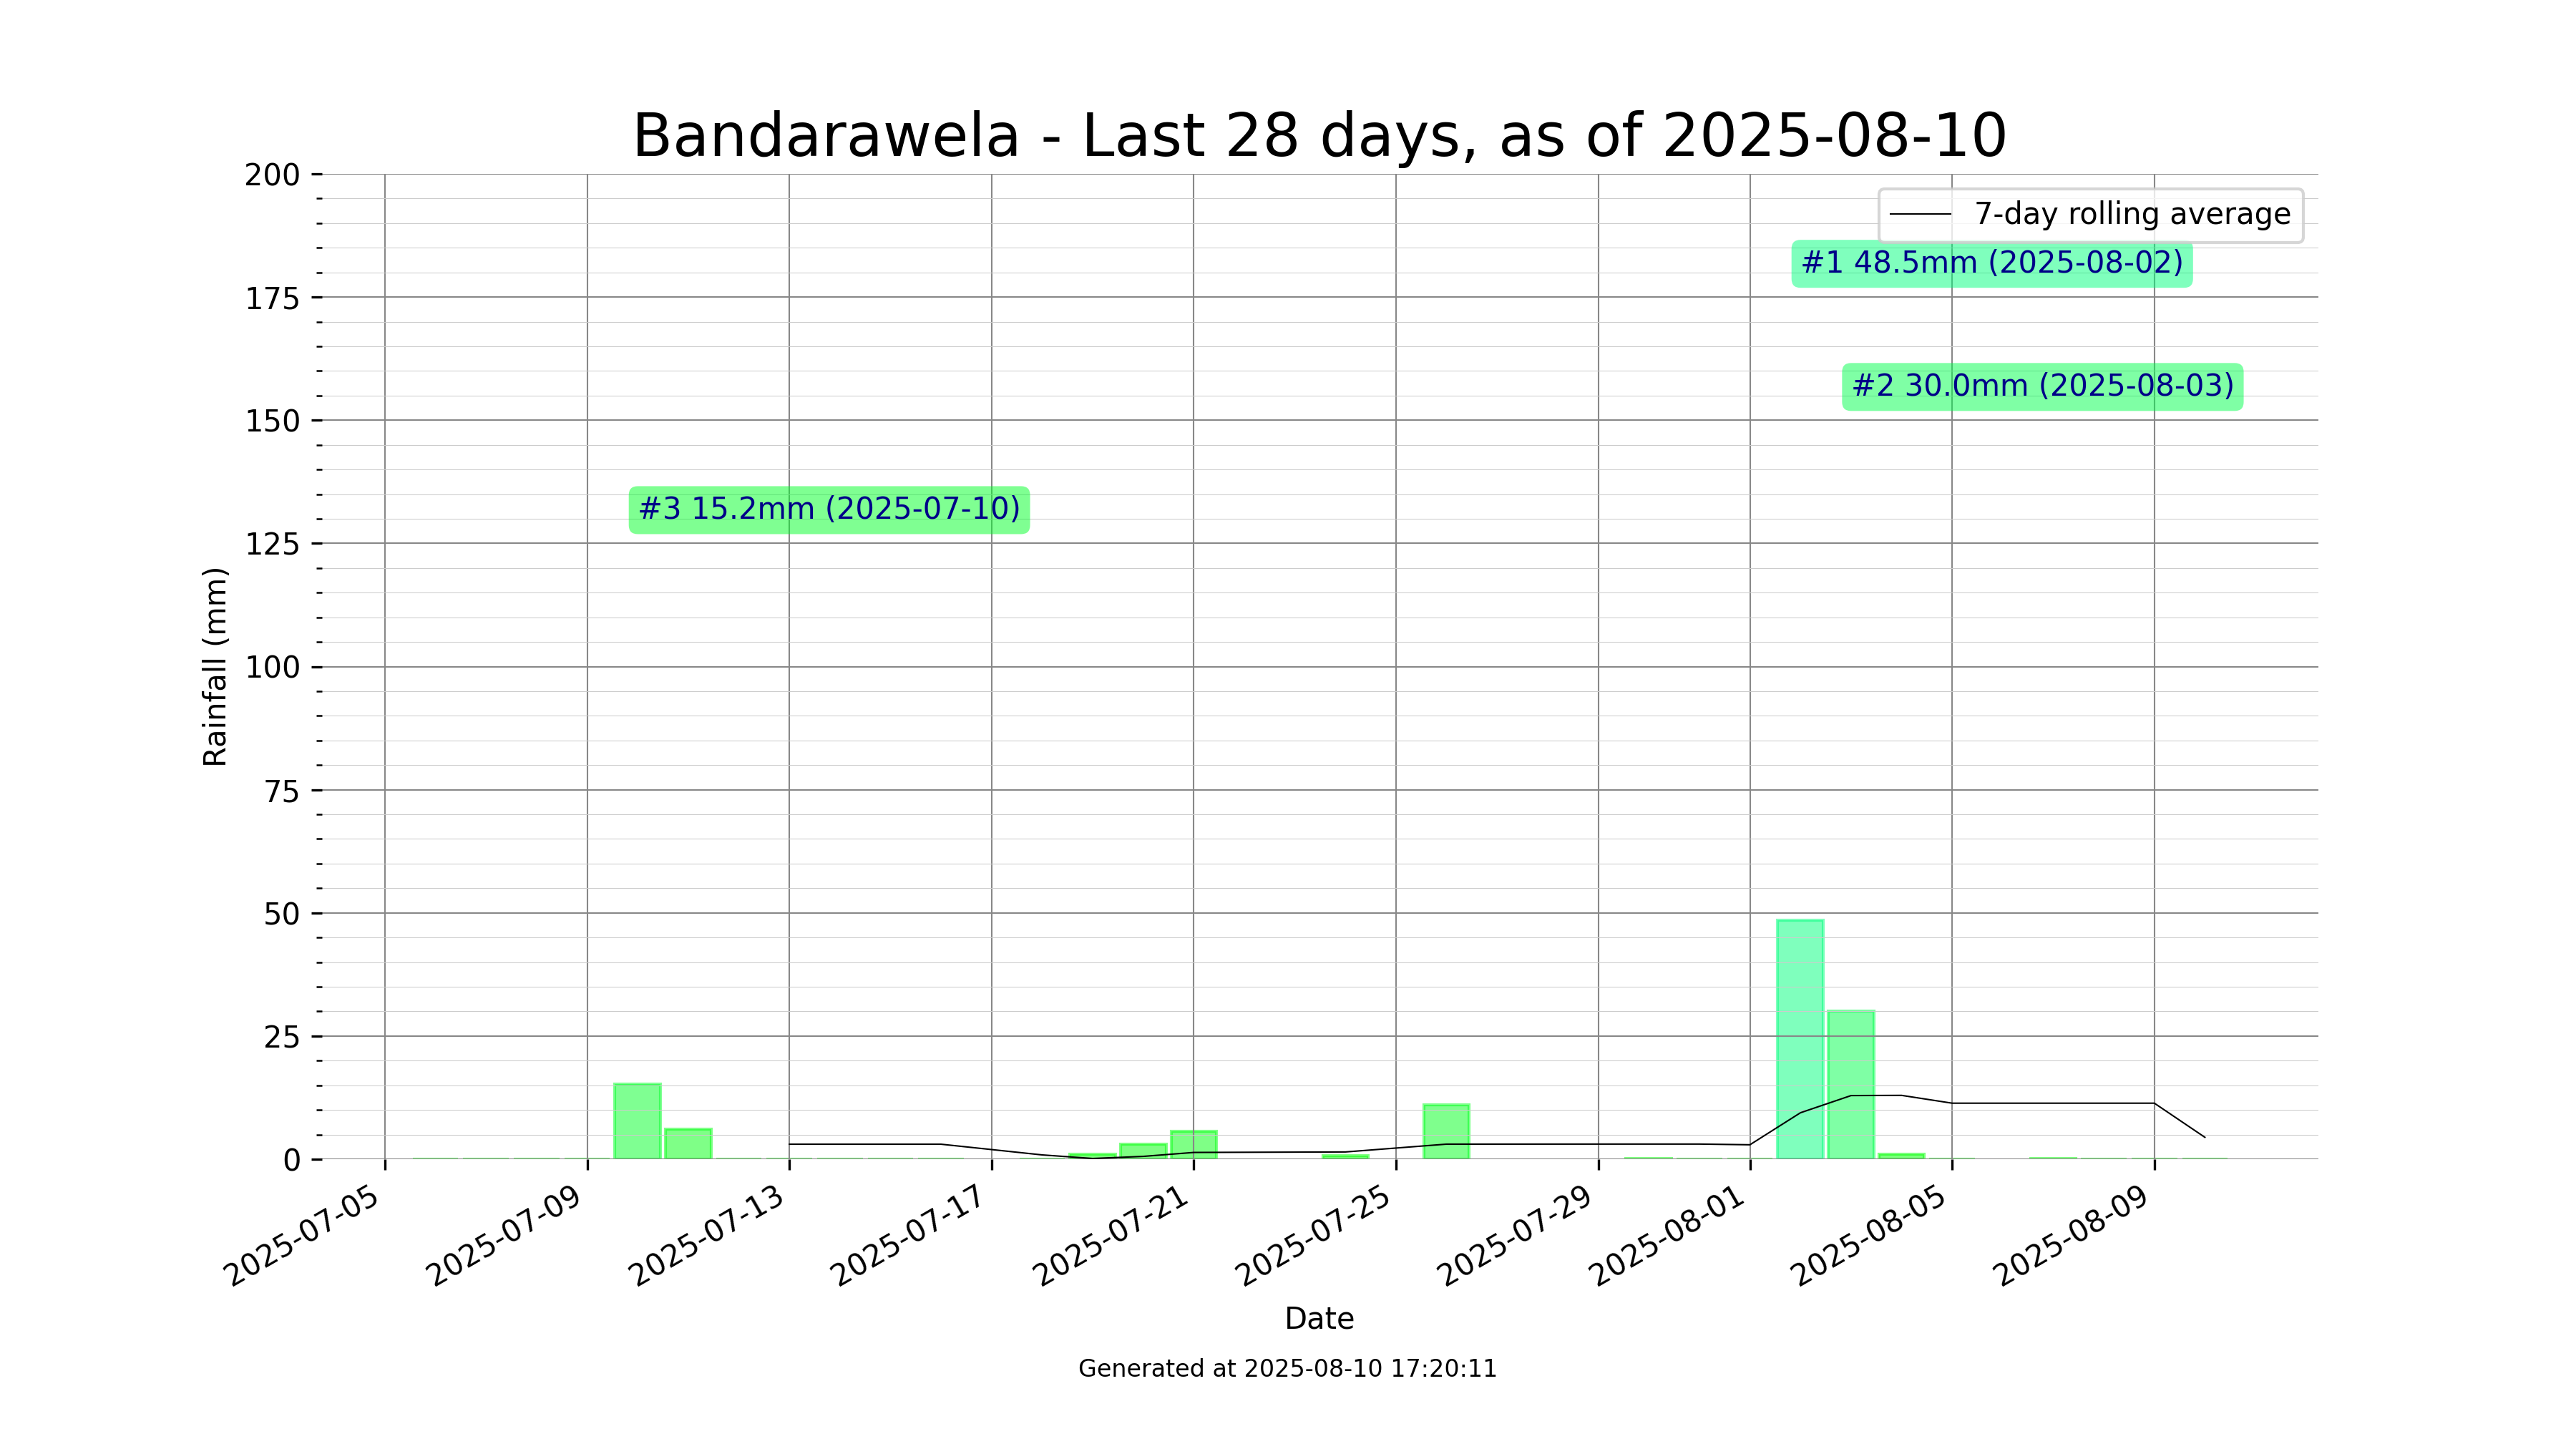 Bandarawela - Last 28 days, as of 2025-08-10
200
175
150
125
100
75
50
25
0
Rainfall (mm)
7-day rolling average
#1 48.5mm (2025-08-02)
#2 30.0mm (2025-08-03)
#3 15.2mm (2025-07-10)
2025-07-05
2025-07-09
2025-07-13
2025-07-17
2025-07-21
2025-07-25
2025-07-29
2025-08-01
2025-08-05
2025-08-09
Date
Generated at 2025-08-10 17:20:11